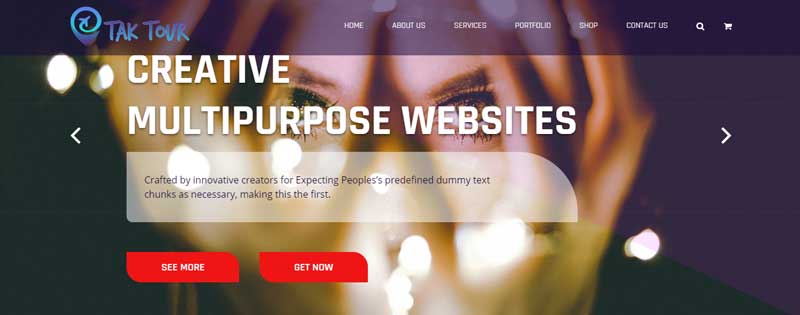 TAK TOUR
HOME ABOUT US SERVICES PORTFOLIO SHOP CONTACT US
CREATIVE
MULTIPURPOSE WEBSITES
Crafted by innovative creators for Expecting Peoples's predefined dummy text
chunks as necessary, making this the first.
SEE MORE GET NOW